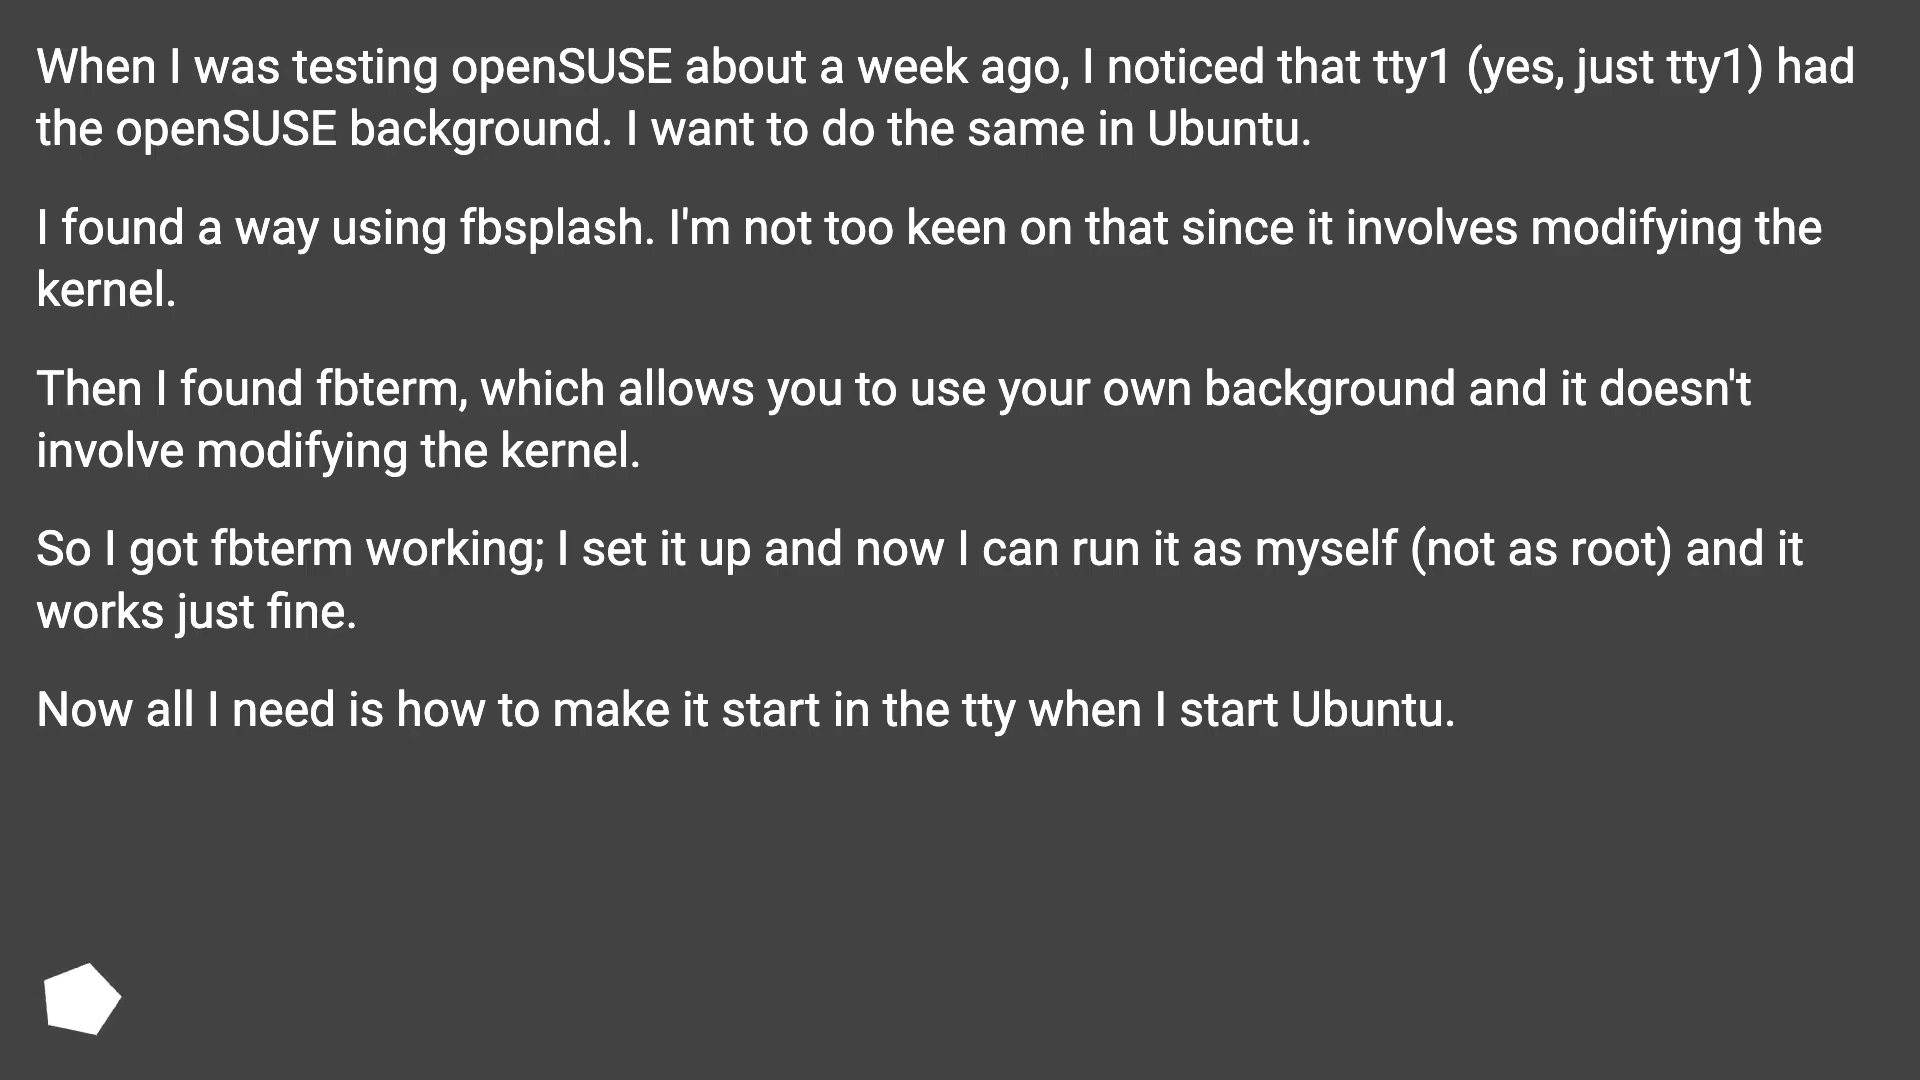 When I was testing openSUSE about a week ago, I noticed that tty1 (yes, just tty1) had
the openSUSE background. I want to do the same in Ubuntu.
I found a way using fbsplash. I'm not too keen on that since it involves modifying the
kernel.
Then I found fbterm, which allows you to use your own background and it doesn't
involve modifying the kernel.
So I got fbterm working; I set it up and now I can run it as myself (not as root) and it
works just fine.
Now all I need is how to make it start in the tty when I start Ubuntu.